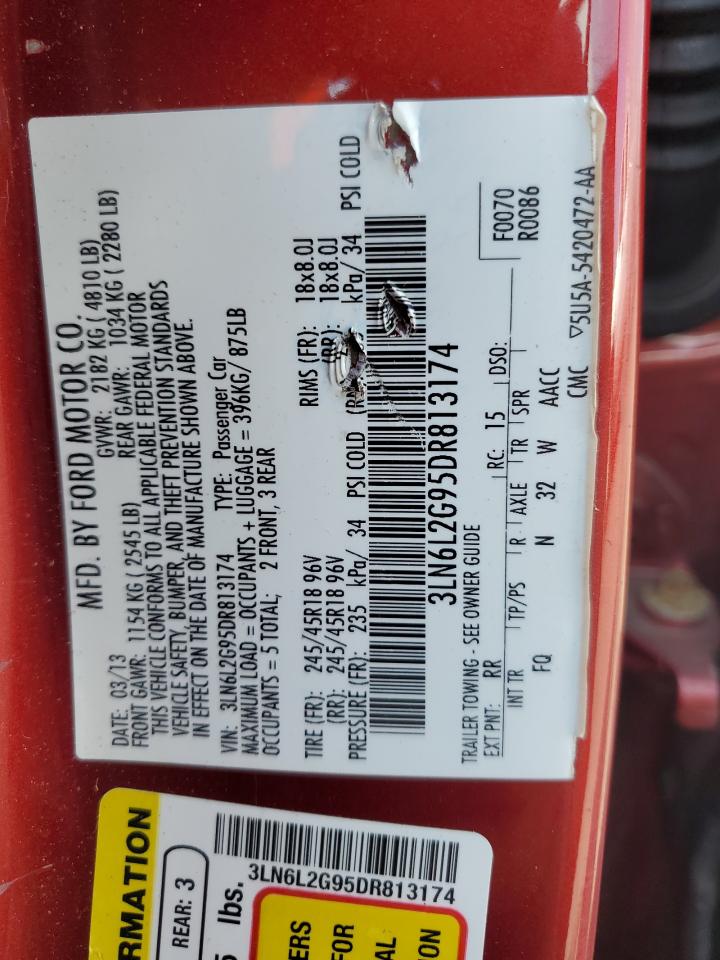 MFD. BY FORD MOTOR CO.
DATE: 03/13 GVWR: 2182 KG ( 4810 LB)
FRONT GAWR: 1154 KG ( 2545 LB) REAR GAWR: 1034 KG ( 2280 LB)
THIS VEHICLE CONFORMS TO ALL APPLICABLE FEDERAL MOTOR
VEHICLE SAFETY, BUMPER, AND THEFT PREVENTION STANDARDS
IN EFFECT ON THE DATE OF MANUFACTURE SHOWN ABOVE.
VIN: 3LN6L2G95DR813174 TYPE: Passenger Car
MAXIMUM LOAD = OCCUPANTS + LUGGAGE = 396KG/ 875LB
OCCUPANTS = 5 TOTAL; 2 FRONT, 3 REAR
TIRE (FR): 245/45R18 96V RIMS (FR): 18x8.0J
(RR): 245/45R18 96V 18x8.0J
PRESSURE (FR): 235 kPa/ 34 PSI COLD kPa/ 34 PSI COLD
3LN6L2G95DR813174
TRAILER TOWING - SEE OWNER GUIDE
F0070
R0086
EXT PNT: RR RC: 15 DSO:
INT TR TP/PS R AXLE TR SPR
FQ N 32 W AACC
CMC ▽5U5A-5420472-AA
RMATION
REAR: 3
lbs.
3LN6L2G95DR813174
ERS
FOR
AL
ON